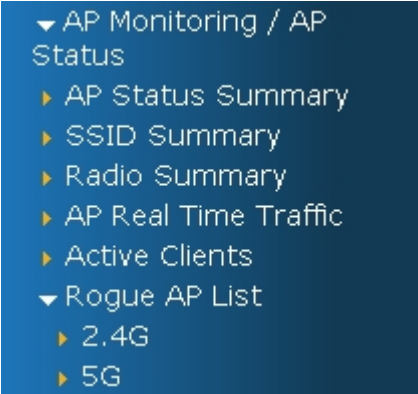 AP Monitoring / AP
Status
AP Status Summary
SSID Summary
Radio Summary
AP Real Time Traffic
Active Clients
Rogue AP List
2.4G
5G